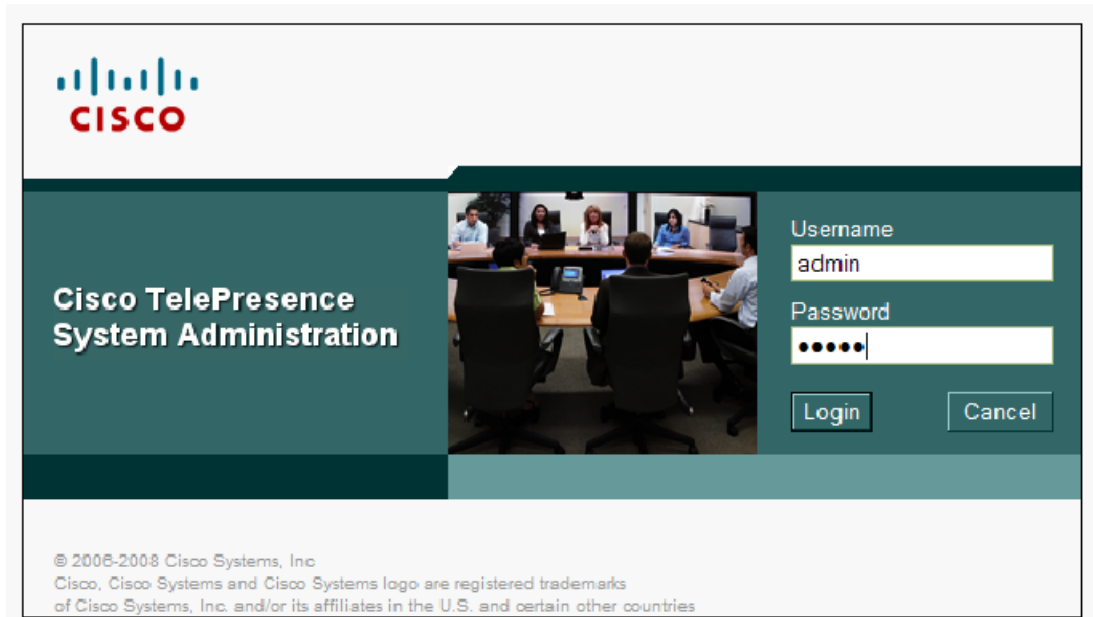 CISCO
Cisco TelePresence
System Administration
Username
admin
Password
Login
Cancel
© 2006-2008 Cisco Systems, Inc
Cisco, Cisco Systems and Cisco Systems logo are registered trademarks
of Cisco Systems, Inc. and/or its affiliates in the U.S. and certain other countries